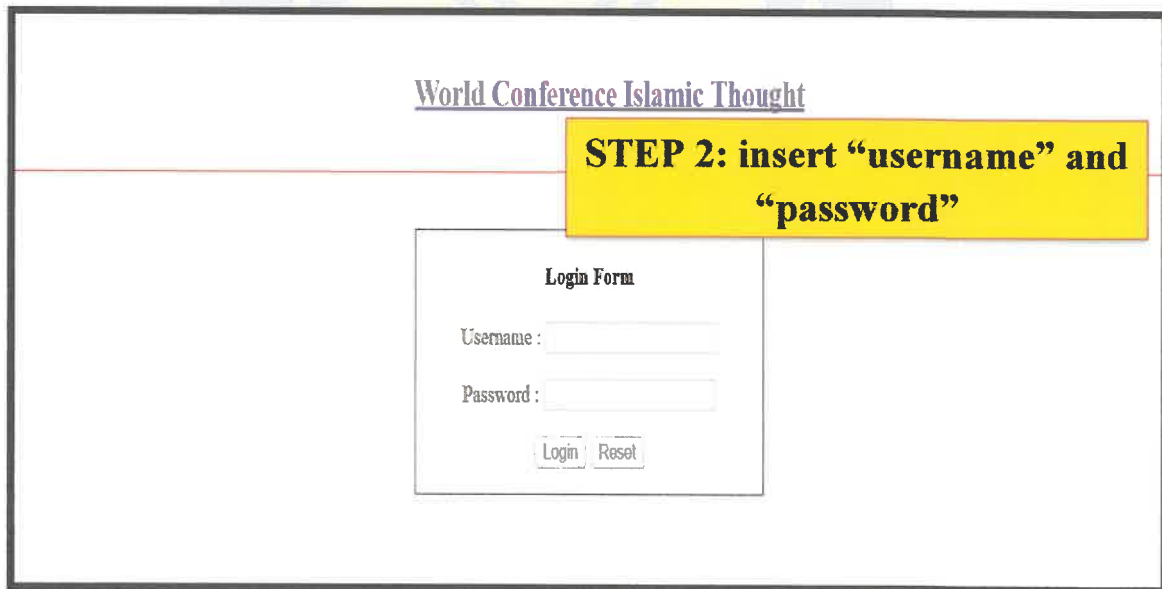 World Conference Islamic Thought
STEP 2: insert “username” and
“password”
Login Form
Username :
Password :
Login Reset